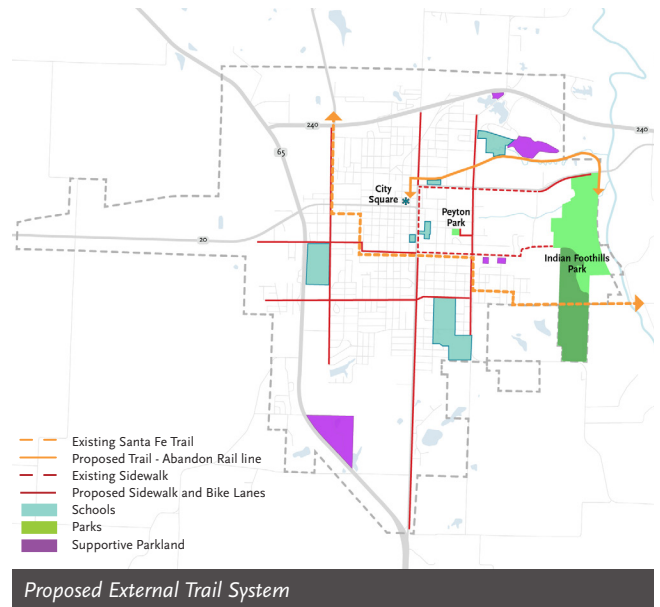 240
240
65
City
Square
*
Peyton
Park
20
Indian Foothills
Park
Existing Santa Fe Trail
Proposed Trail - Abandon Rail line
Existing Sidewalk
Proposed Sidewalk and Bike Lanes
Schools
Parks
Supportive Parkland
Proposed External Trail System